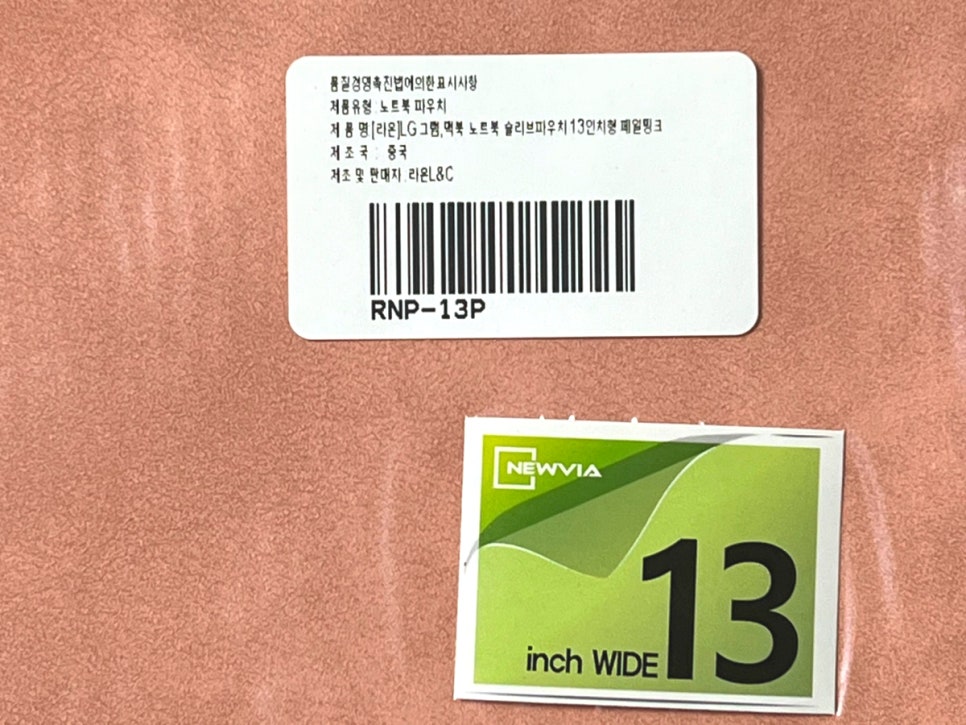 품질경영촉진법에의한표시사항
제품유형 : 노트북 파우치
제 품 명 [리온]LG그램,맥북 노트북 슬리브파우치13인치형 페일핑크
제 조 국 : 중국
제조 및 판매자 : 리온L&C
RNP-13P
NEWVIA
inch WIDE 13